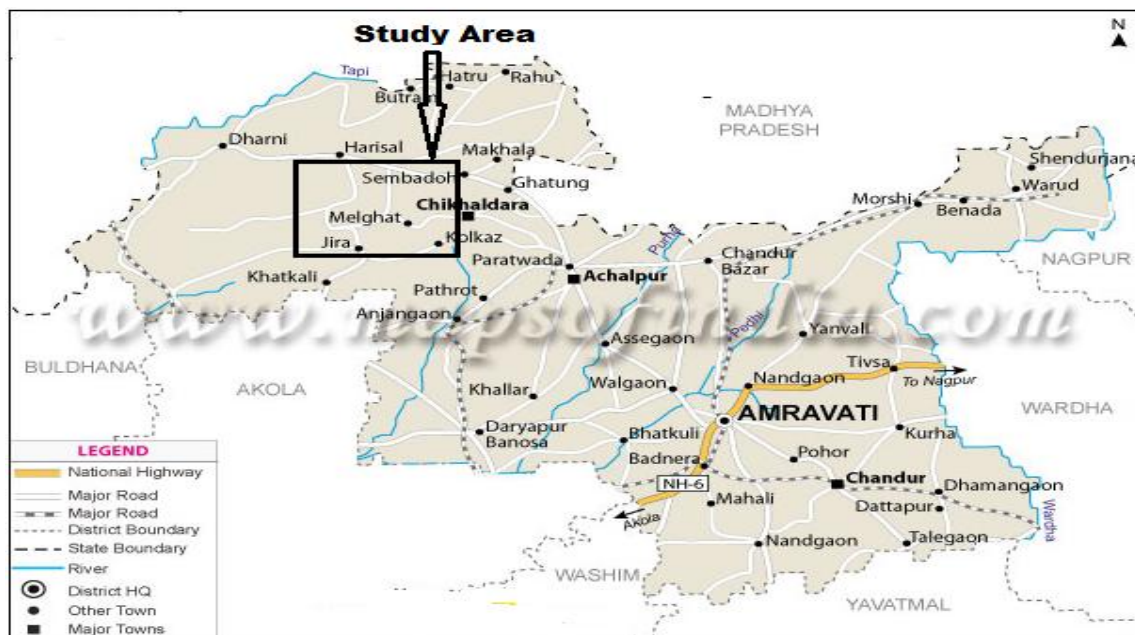 Study Area
N
Tapi
Hatru
Rahu
Butram
MADHYA
PRADESH
Dharni
Harisal
Makhala
Sembadoh
Ghatung
Shendurjana
Warud
Morshi
Benada
Chikhaldara
Melghat
Jira
Kolkaz
Purna
Chandur
Bazar
NAGPUR
Khatkali
Paratwada
Achalpur
Pathrot
www.mapsofindia.com
Anjangaon
Pedhi
Yanvali
Assegaon
BULDHANA
AKOLA
Tivsa
To Nagpur
Khallar
Walgaon
Nandgaon
WARDHA
AMRAVATI
Daryapur
Banosa
Bhatkuli
Kurha
Badnera
Pohor
NH-6
Chandur
Dhamangaon
Mahali
Dattapur
Akola
Wardha
Nandgaon
Talegaon
WASHIM
YAVATMAL
LEGEND
National Highway
Major Road
Major Road
District Boundary
State Boundary
River
District HQ
Other Town
Major Towns